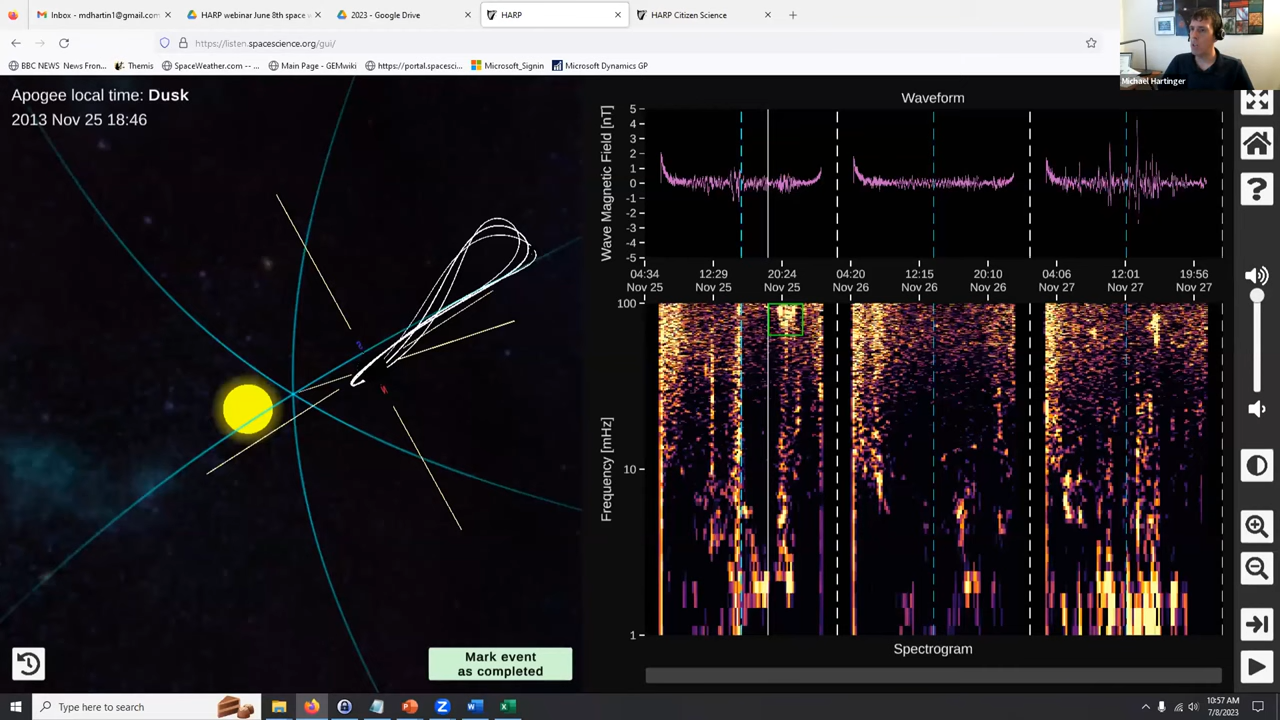 Inbox - mdhartin1@gmail.com
HARP webinar June 8th space w
2023 - Google Drive
HARP
HARP Citizen Science
https://listen.spacescience.org/gui/
BBC NEWS News Fron...
Themis
SpaceWeather.com -- ...
Main Page - GEMwiki
https://portal.spacesci...
Microsoft_Signin
Microsoft Dynamics GP
Michael Hartinger
Apogee local time: Dusk
2013 Nov 25 18:46
Waveform
Wave Magnetic Field [nT]
5
4
3
2
1
0
-1
-2
-3
-4
-5
04:34 12:29 20:24 04:20 12:15 20:10 04:06 12:01 19:56
Nov 25 Nov 25 Nov 25 Nov 26 Nov 26 Nov 26 Nov 27 Nov 27 Nov 27
Frequency [mHz]
100
10
1
Spectrogram
Mark event
as completed
Type here to search
10:57 AM
7/8/2023